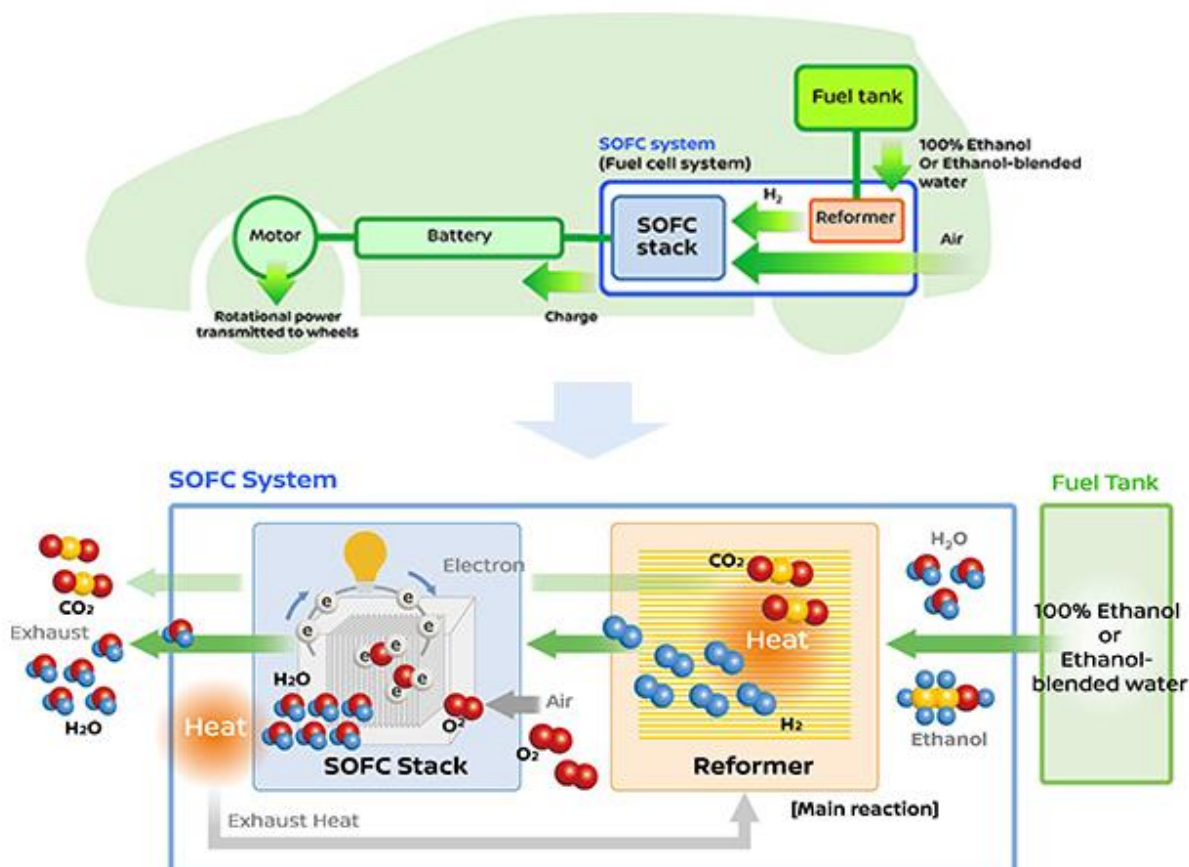 Fuel tank
SOFC system
(Fuel cell system)
100% Ethanol
Or Ethanol-blended
water
H₂
Reformer
SOFC
stack
Motor
Battery
Air
Rotational power
transmitted to wheels
Charge
SOFC System
Fuel Tank
CO₂
Exhaust
H₂O
Heat
Electron
e
e
e
e
e
e
e
e
H₂O
O²
Air
O₂
SOFC Stack
CO₂
Heat
H₂
Reformer
H₂O
Ethanol
100% Ethanol
or
Ethanol-
blended water
[Main reaction]
Exhaust Heat